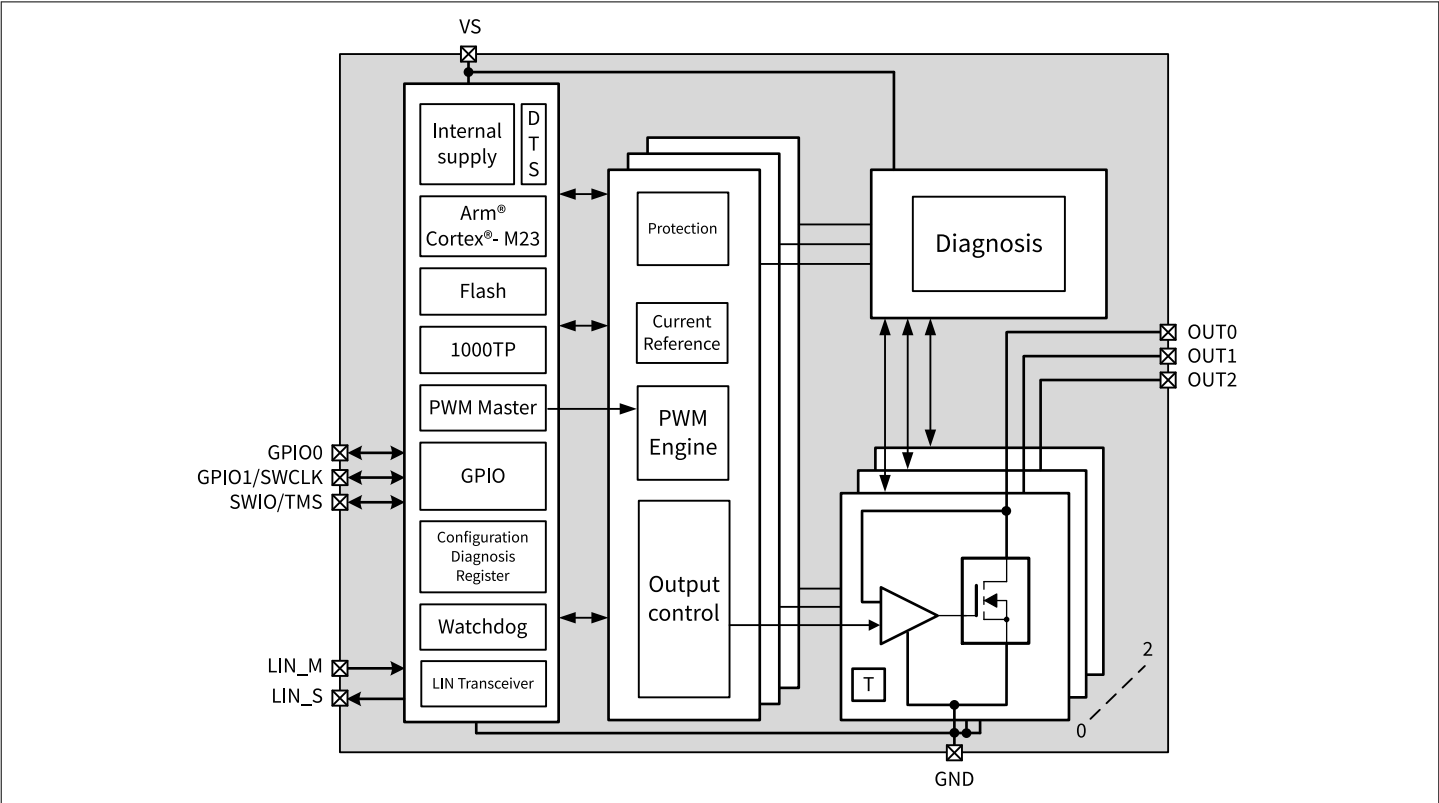 VS
Internal
supply
D
T
S
Arm®
Cortex®- M23
Flash
1000TP
PWM Master
GPIO
Configuration
Diagnosis
Register
Watchdog
LIN Transceiver
GPIO0
GPIO1/SWCLK
SWIO/TMS
LIN_M
LIN_S
Protection
Current
Reference
PWM
Engine
Output
control
Diagnosis
OUT0
OUT1
OUT2
T
2
0
GND